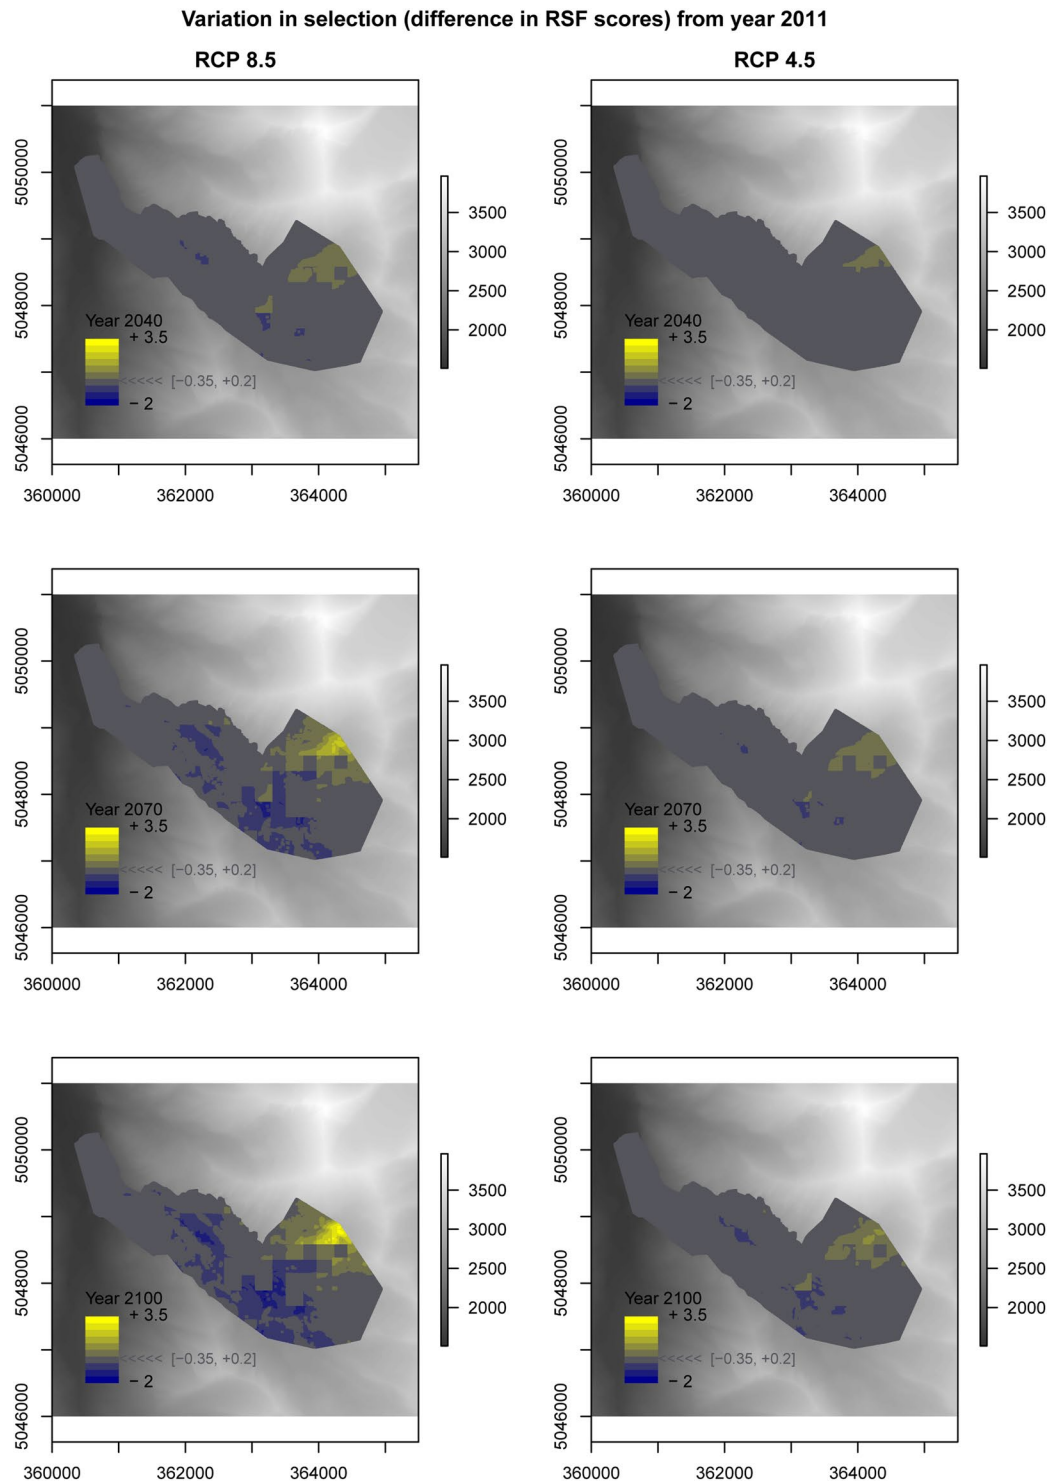 Variation in selection (difference in RSF scores) from year 2011
RCP 8.5
RCP 4.5
5050000
5048000
5046000
Year 2040
+ 3.5
<<<<< [−0.35, +0.2]
− 2
360000 362000 364000
3500
3000
2500
2000
5050000
5048000
5046000
Year 2040
+ 3.5
<<<<< [−0.35, +0.2]
− 2
360000 362000 364000
3500
3000
2500
2000
5050000
5048000
5046000
Year 2070
+ 3.5
<<<<< [−0.35, +0.2]
− 2
360000 362000 364000
3500
3000
2500
2000
5050000
5048000
5046000
Year 2070
+ 3.5
<<<<< [−0.35, +0.2]
− 2
360000 362000 364000
3500
3000
2500
2000
5050000
5048000
5046000
Year 2100
+ 3.5
<<<<< [−0.35, +0.2]
− 2
360000 362000 364000
3500
3000
2500
2000
5050000
5048000
5046000
Year 2100
+ 3.5
<<<<< [−0.35, +0.2]
− 2
360000 362000 364000
3500
3000
2500
2000